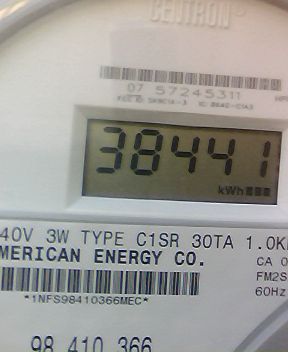 CENTRON®
07 57245311
38441
kWh
40V 3W TYPE C1SR 30TA 1.0K
MERICAN ENERGY CO.
CA 0
FM2S
*1NFS98410366MEC*
60Hz
98 410 366